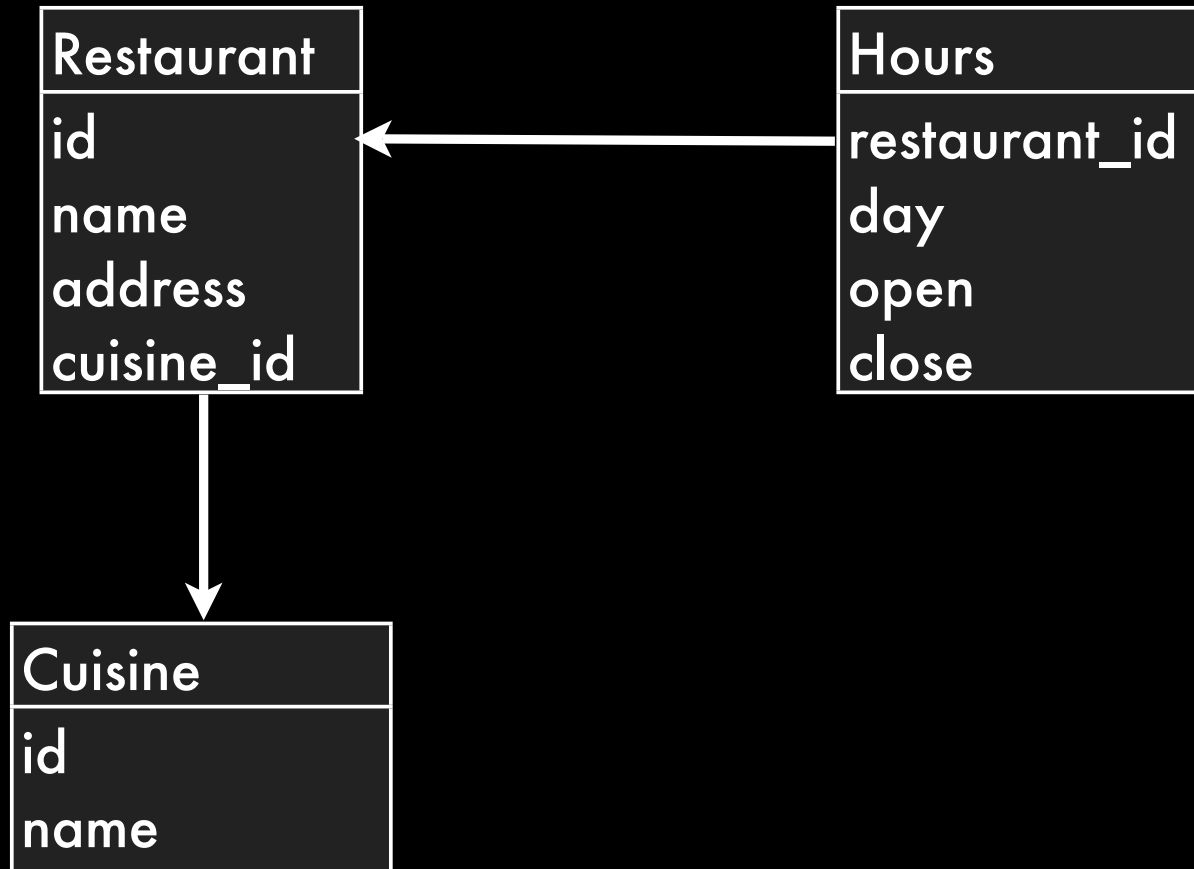 Restaurant
id
name
address
cuisine_id
Hours
restaurant_id
day
open
close
Cuisine
id
name